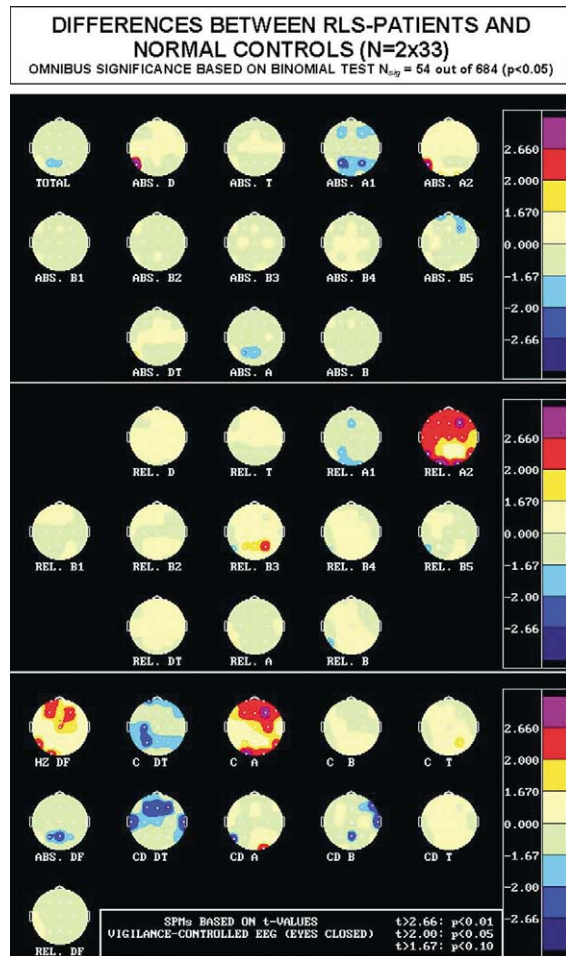 DIFFERENCES BETWEEN RLS-PATIENTS AND
NORMAL CONTROLS (N=2x33)
OMNIBUS SIGNIFICANCE BASED ON BINOMIAL TEST Nsig = 54 out of 684 (p<0.05)
TOTAL ABS. D ABS. T ABS. A1 ABS. A2
ABS. B1 ABS. B2 ABS. B3 ABS. B4 ABS. B5
ABS. DT ABS. A ABS. B
2.660
2.000
1.670
0.000
-1.67
-2.00
-2.66
REL. D REL. T REL. A1 REL. A2
REL. B1 REL. B2 REL. B3 REL. B4 REL. B5
REL. DT REL. A REL. B
2.660
2.000
1.670
0.000
-1.67
-2.00
-2.66
HZ DF C DT C A C B C T
ABS. DF CD DT CD A CD B CD T
REL. DF
2.660
2.000
1.670
0.000
-1.67
-2.00
-2.66
SPMs BASED ON t-VALUES t>2.66: p<0.01
VIGILANCE-CONTROLLED EEG (EYES CLOSED) t>2.00: p<0.05
t>1.67: p<0.10